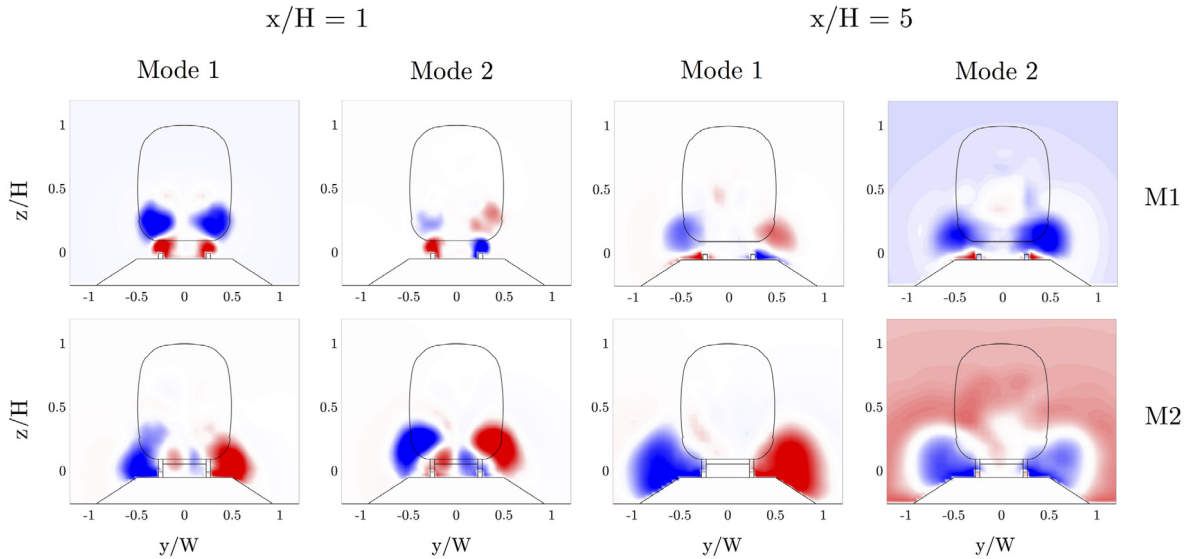 x/H = 1 x/H = 5
Mode 1 Mode 2 Mode 1 Mode 2
1 1 1 1
z/H 0.5 0.5 0.5 0.5 M1
0 0 0 0
-1 -0.5 0 0.5 1 -1 -0.5 0 0.5 1 -1 -0.5 0 0.5 1 -1 -0.5 0 0.5 1
1 1 1 1
z/H 0.5 0.5 0.5 0.5 M2
0 0 0 0
-1 -0.5 0 0.5 1 -1 -0.5 0 0.5 1 -1 -0.5 0 0.5 1 -1 -0.5 0 0.5 1
y/W y/W y/W y/W